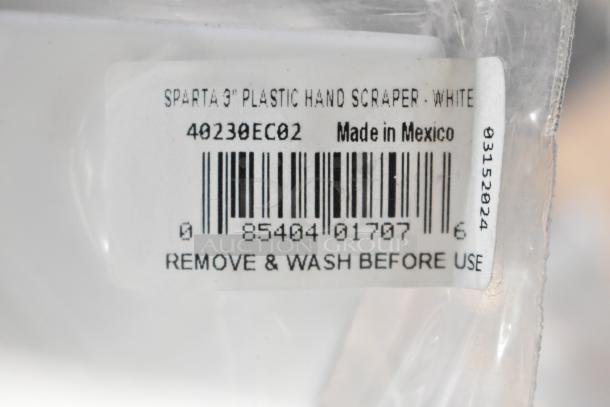 SPARTA 3" PLASTIC HAND SCRAPER - WHITE
40230EC02 Made in Mexico
03152024
0 85404 01707 6
AUCTION GROUP
REMOVE & WASH BEFORE USE